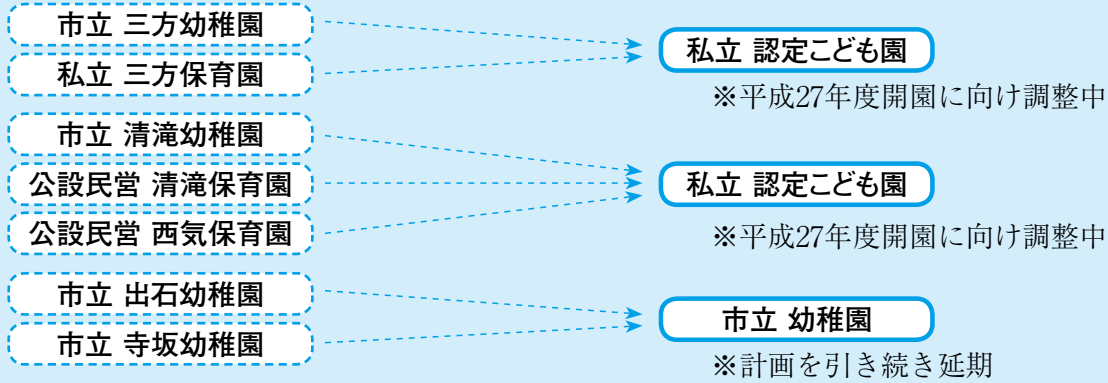 市立 三方幼稚園
私立 三方保育園
私立 認定こども園
※平成27年度開園に向け調整中
市立 清滝幼稚園
公設民営 清滝保育園
公設民営 西気保育園
私立 認定こども園
※平成27年度開園に向け調整中
市立 出石幼稚園
市立 寺坂幼稚園
市立 幼稚園
※計画を引き続き延期